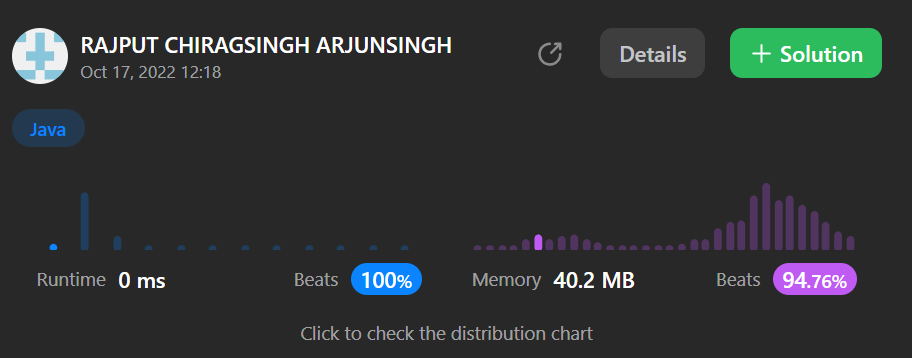 RAJPUT CHIRAGSINGH ARJUNSINGH
Oct 17, 2022 12:18
Details
+ Solution
Java
Runtime 0 ms Beats 100% Memory 40.2 MB Beats 94.76%
Click to check the distribution chart